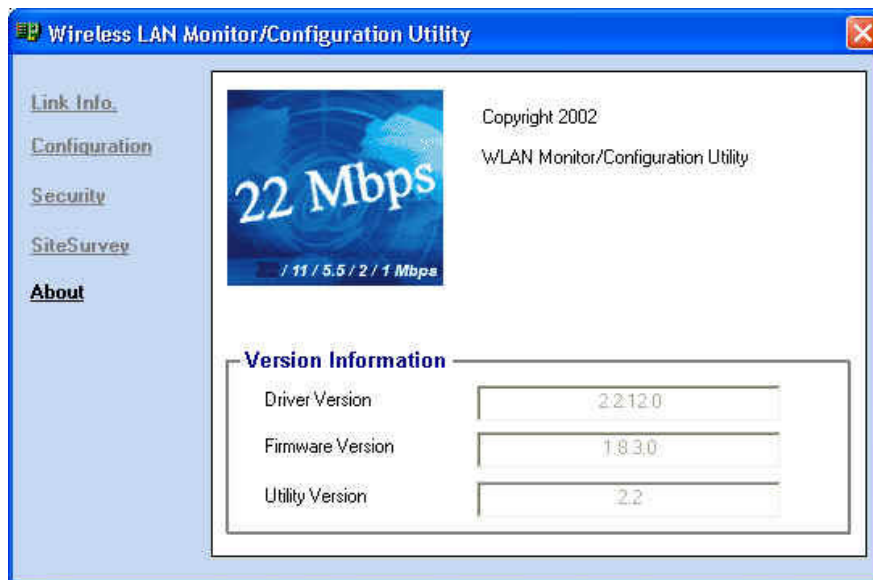 Wireless LAN Monitor/Configuration Utility
Link Info.
Configuration
Security
SiteSurvey
About
22 Mbps
/ 11 / 5.5 / 2 / 1 Mbps
Copyright 2002
WLAN Monitor/Configuration Utility
Version Information
Driver Version 2.2.12.0
Firmware Version 1.8.3.0
Utility Version 2.2